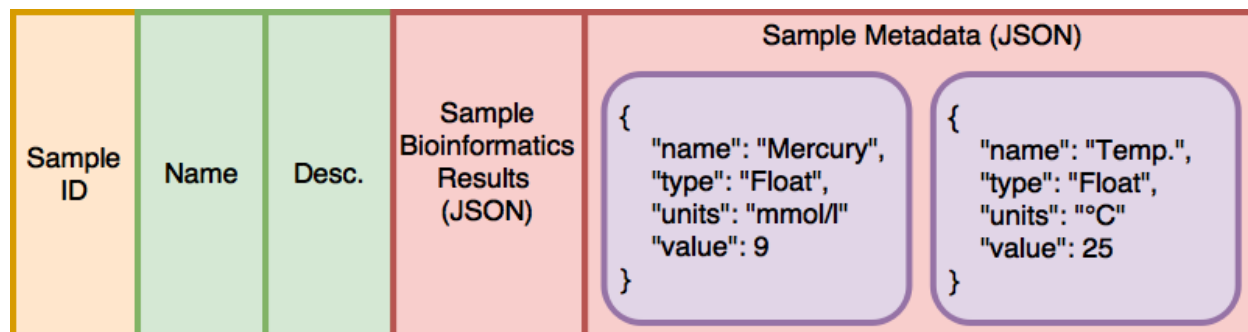 Sample
ID
Name
Desc.
Sample
Bioinformatics
Results
(JSON)
Sample Metadata (JSON)
{
"name": "Mercury",
"type": "Float",
"units": "mmol/l"
"value": 9
}
{
"name": "Temp.",
"type": "Float",
"units": "°C"
"value": 25
}